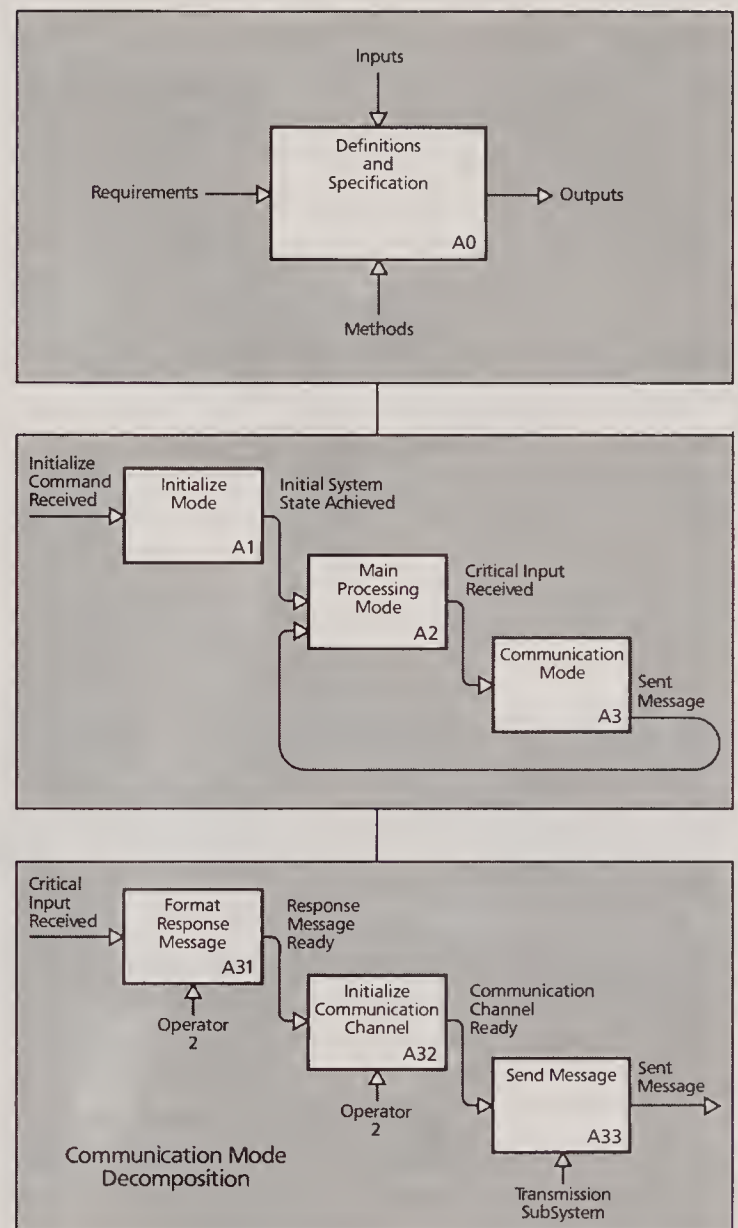 Inputs
Definitions
and
Specification
Requirements
Outputs
A0
Methods
Initialize
Command
Received
Initialize
Mode
A1
Initial System
State Achieved
Main
Processing
Mode
A2
Critical Input
Received
Communication
Mode
A3
Sent
Message
Critical
Input
Received
Format
Response
Message
A31
Operator
2
Response
Message
Ready
Initialize
Communication
Channel
A32
Operator
2
Communication
Channel
Ready
Send Message
A33
Sent
Message
Transmission
SubSystem
Communication Mode
Decomposition